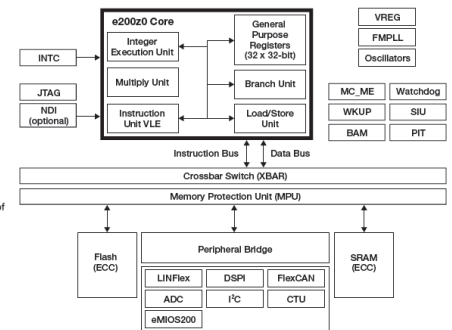 e200z0 Core
Integer
Execution Unit
General
Purpose
Registers
(32 x 32-bit)
Multiply Unit
Branch Unit
Instruction
Unit VLE
Load/Store
Unit
INTC
JTAG
NDI
(optional)
VREG
FMPLL
Oscillators
MC_ME
Watchdog
WKUP
SIU
BAM
PIT
Instruction Bus
Data Bus
Crossbar Switch (XBAR)
Memory Protection Unit (MPU)
of
Flash
(ECC)
Peripheral Bridge
SRAM
(ECC)
LINFlex
DSPI
FlexCAN
ADC
I²C
CTU
eMIOS200